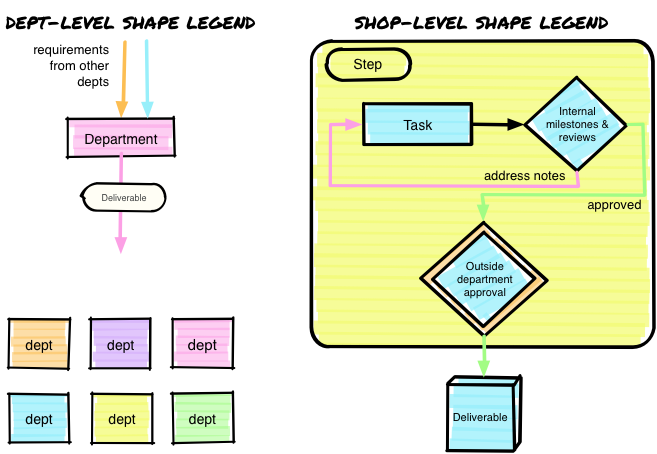 DEPT-LEVEL SHAPE LEGEND
requirements
from other
depts
Department
Deliverable
dept
dept
dept
dept
dept
dept
SHOP-LEVEL SHAPE LEGEND
Step
Task
Internal
milestones &
reviews
address notes
approved
Outside
department
approval
Deliverable